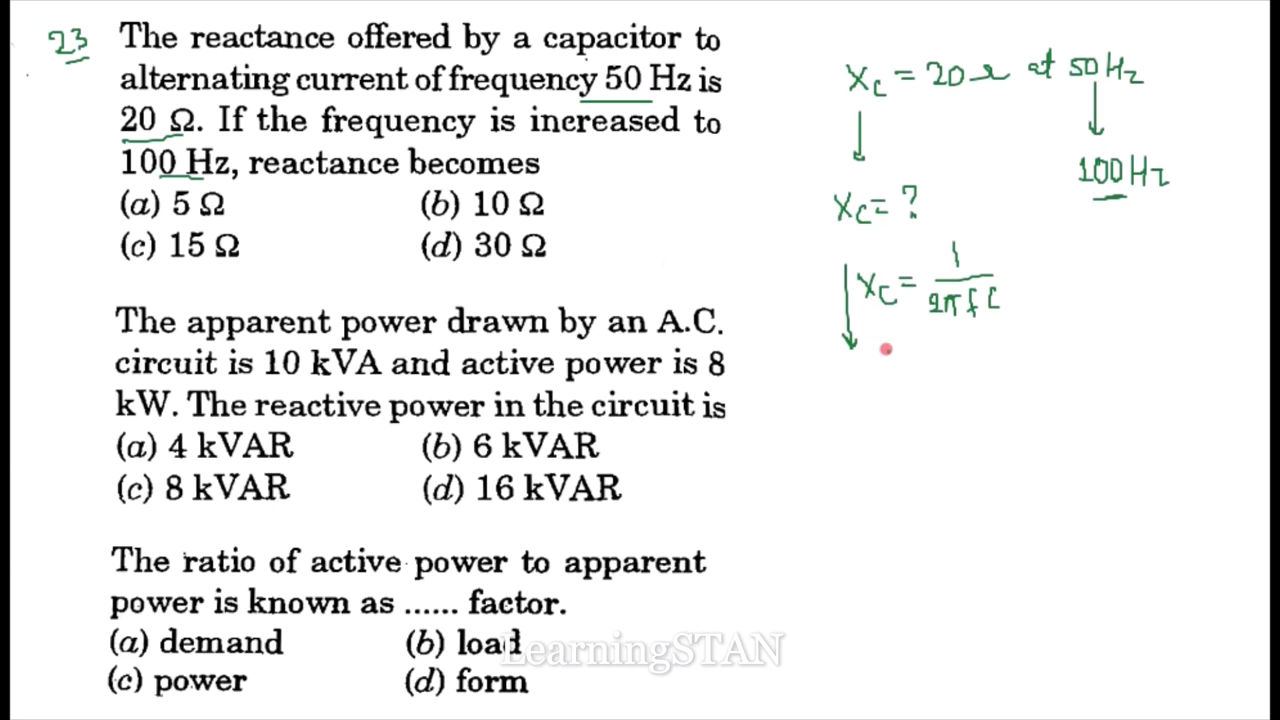 23 The reactance offered by a capacitor to
alternating current of frequency 50 Hz is
20 Ω. If the frequency is increased to
100 Hz, reactance becomes
(a) 5 Ω (b) 10 Ω
(c) 15 Ω (d) 30 Ω
The apparent power drawn by an A.C.
circuit is 10 kVA and active power is 8
kW. The reactive power in the circuit is
(a) 4 kVAR (b) 6 kVAR
(c) 8 kVAR (d) 16 kVAR
The ratio of active power to apparent
power is known as ...... factor.
(a) demand (b) load
(c) power (d) form
LearningSTAN
XC = 20Ω at 50 Hz
↓ ↓
100 Hz
XC = ?
↓ XC = 1
2πfC